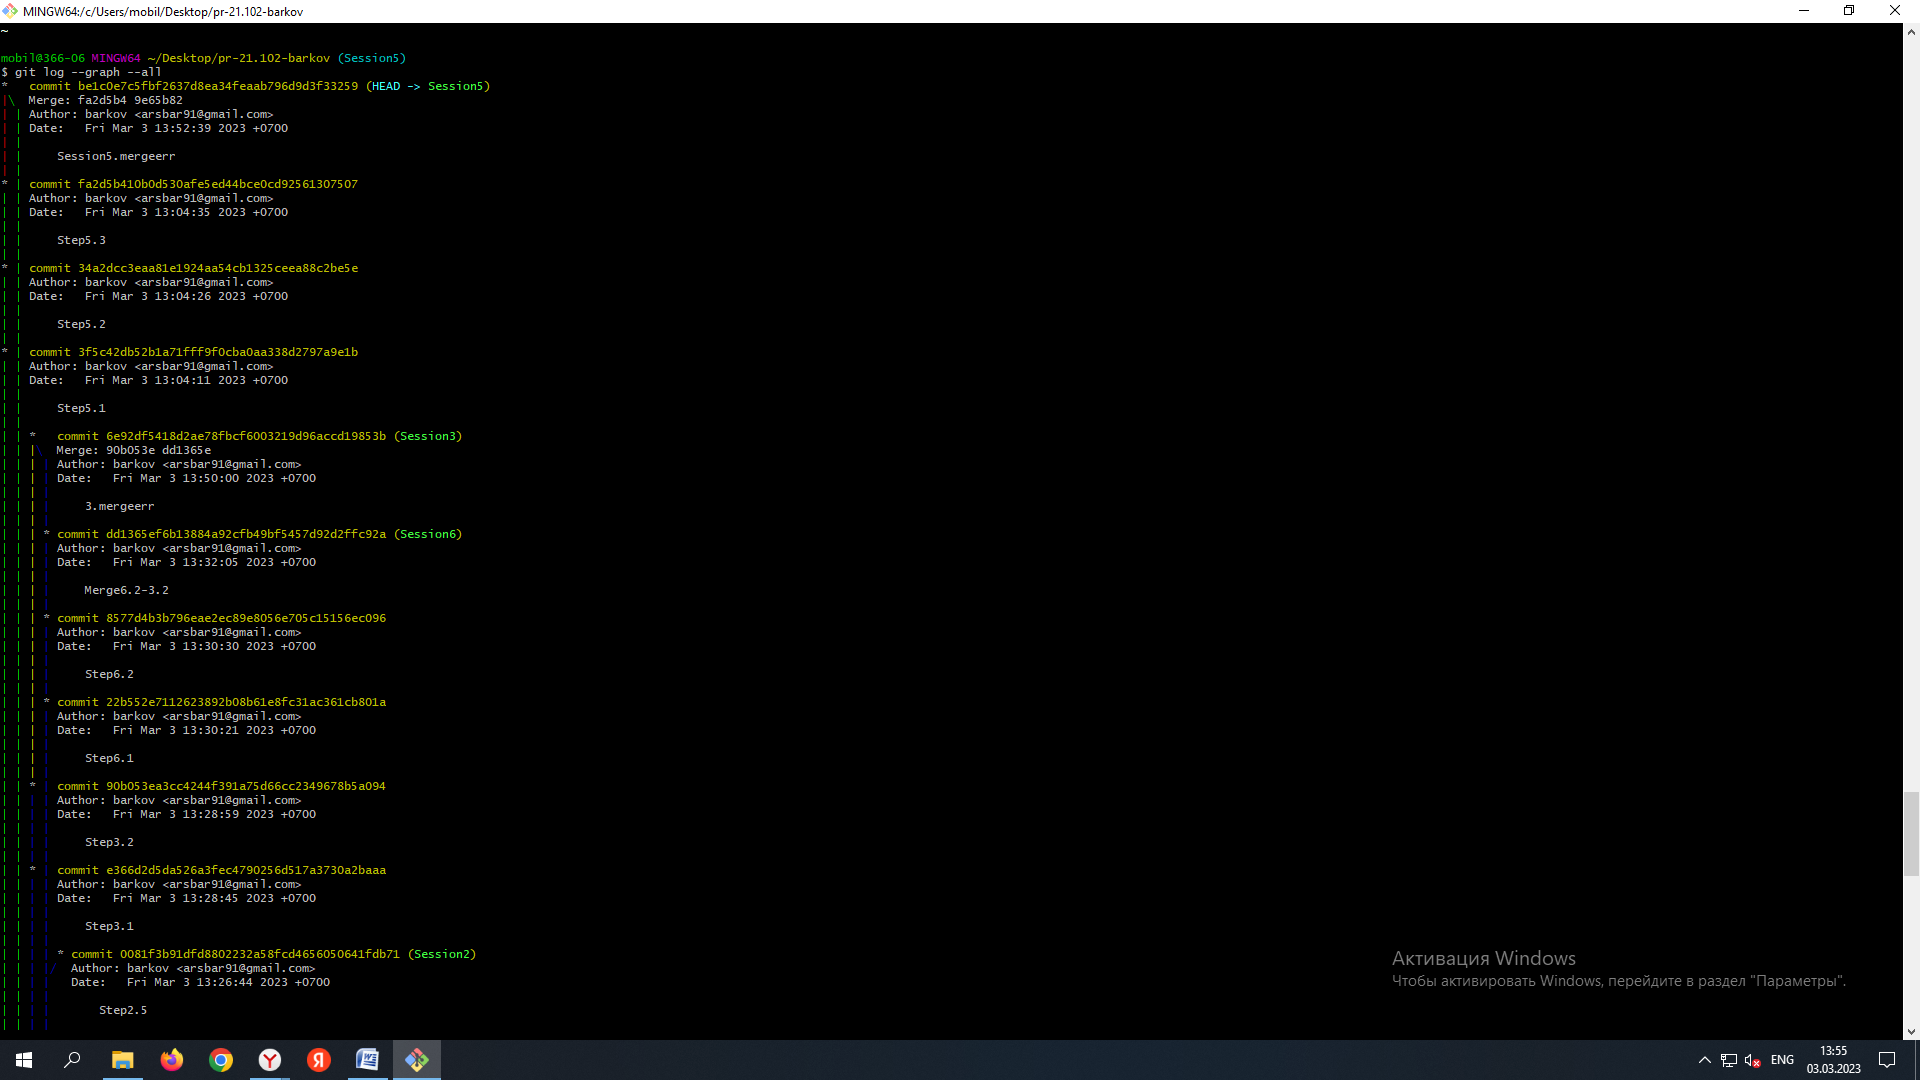 MINGW64:/c/Users/mobil/Desktop/pr-21.102-barkov
~
mobil@366-06 MINGW64 ~/Desktop/pr-21.102-barkov (Session5)
$ git log --graph --all
*   commit be1c0e7c5fbf2637d8ea34feaab796d9d3f33259 (HEAD -> Session5)
|\  Merge: fa2d5b4 9e65b82
| | Author: barkov <arsbar91@gmail.com>
| | Date:   Fri Mar 3 13:52:39 2023 +0700
| |
| |     Session5.mergeerr
| |
* | commit fa2d5b410b0d530afe5ed44bce0cd92561307507
| | Author: barkov <arsbar91@gmail.com>
| | Date:   Fri Mar 3 13:04:35 2023 +0700
| |
| |     Step5.3
| |
* | commit 34a2dcc3eaa81e1924aa54cb1325ceea88c2be5e
| | Author: barkov <arsbar91@gmail.com>
| | Date:   Fri Mar 3 13:04:26 2023 +0700
| |
| |     Step5.2
| |
* | commit 3f5c42db52b1a71fff9f0cba0aa338d2797a9e1b
| | Author: barkov <arsbar91@gmail.com>
| | Date:   Fri Mar 3 13:04:11 2023 +0700
| |
| |     Step5.1
| |
| | *   commit 6e92df5418d2ae78fbcf6003219d96accd19853b (Session3)
| | |\  Merge: 90b053e dd1365e
| | | | Author: barkov <arsbar91@gmail.com>
| | | | Date:   Fri Mar 3 13:50:00 2023 +0700
| | | |
| | | |     3.mergeerr
| | | |
| | | * commit dd1365ef6b13884a92cfb49bf5457d92d2ffc92a (Session6)
| | | | Author: barkov <arsbar91@gmail.com>
| | | | Date:   Fri Mar 3 13:32:05 2023 +0700
| | | |
| | | |     Merge6.2-3.2
| | | |
| | | * commit 8577d4b3b796eae2ec89e8056e705c15156ec096
| | | | Author: barkov <arsbar91@gmail.com>
| | | | Date:   Fri Mar 3 13:30:30 2023 +0700
| | | |
| | | |     Step6.2
| | | |
| | | * commit 22b552e7112623892b08b61e8fc31ac361cb801a
| | | | Author: barkov <arsbar91@gmail.com>
| | | | Date:   Fri Mar 3 13:30:21 2023 +0700
| | | |
| | | |     Step6.1
| | | |
| | * | commit 90b053ea3cc4244f391a75d66cc2349678b5a094
| | | | Author: barkov <arsbar91@gmail.com>
| | | | Date:   Fri Mar 3 13:28:59 2023 +0700
| | | |
| | | |     Step3.2
| | | |
| | * | commit e366d2d5da526a3fec4790256d517a3730a2baaa
| | | | Author: barkov <arsbar91@gmail.com>
| | | | Date:   Fri Mar 3 13:28:45 2023 +0700
| | | |
| | | |     Step3.1
| | | |
| | | | * commit 0081f3b91dfd8802232a58fcd4656050641fdb71 (Session2)
| | | |/  Author: barkov <arsbar91@gmail.com>
| | | |   Date:   Fri Mar 3 13:26:44 2023 +0700
| | | |
| | | |       Step2.5
| | | |
Активация Windows
Чтобы активировать Windows, перейдите в раздел "Параметры".
ENG
13:55
03.03.2023